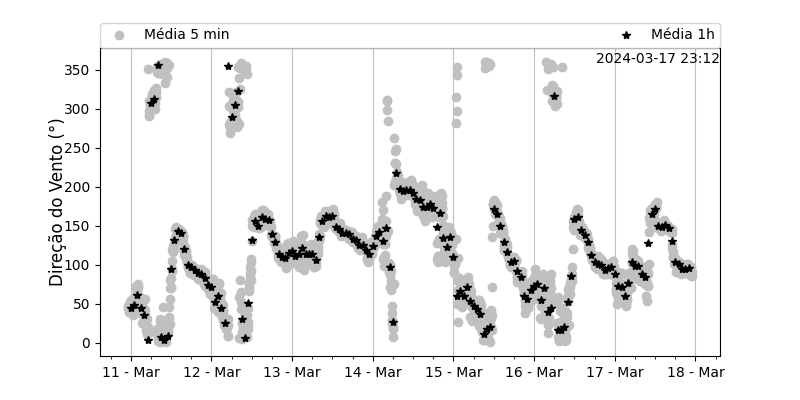 Média 5 min
Média 1h
2024-03-17 23:12
Direção do Vento (°)
350
300
250
200
150
100
50
0
11 - Mar
12 - Mar
13 - Mar
14 - Mar
15 - Mar
16 - Mar
17 - Mar
18 - Mar